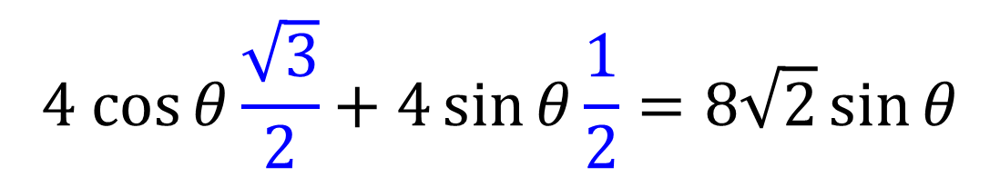 4 cos θ √3/2 + 4 sin θ 1/2 = 8√2 sin θ